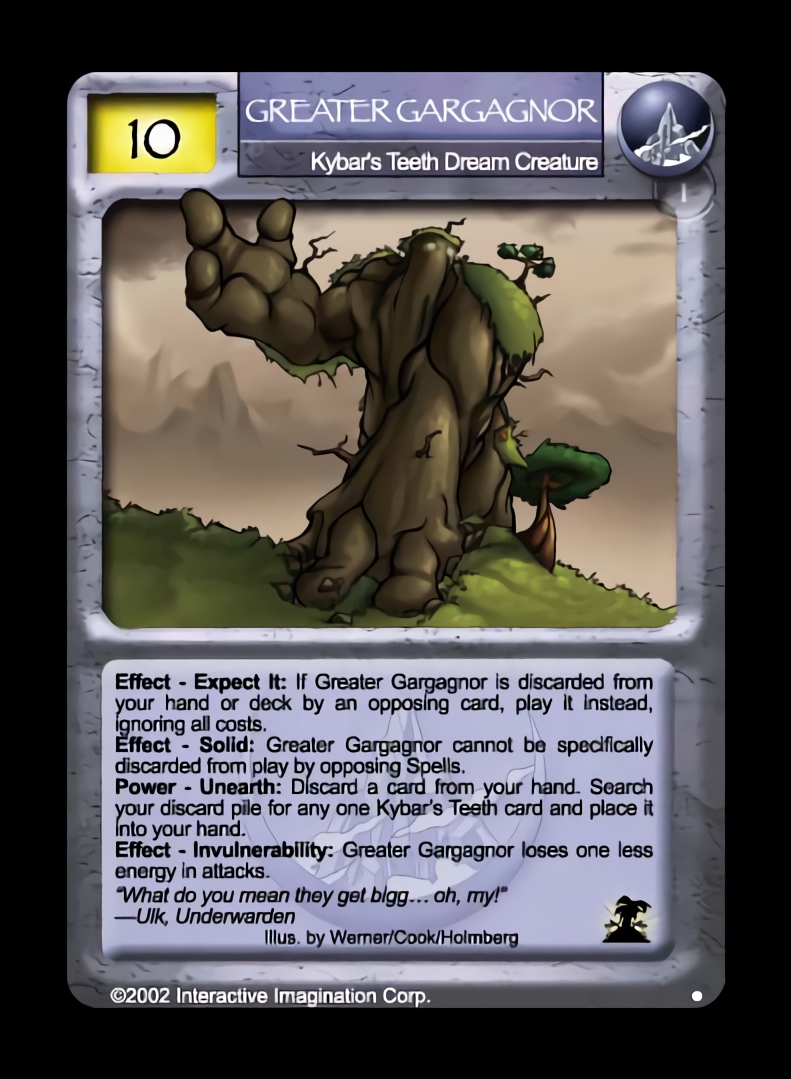 10
GREATER GARGAGNOR
Kybar's Teeth Dream Creature
1
Effect - Expect It: If Greater Gargagnor is discarded from
your hand or deck by an opposing card, play it instead,
ignoring all costs.
Effect - Solid: Greater Gargagnor cannot be specifically
discarded from play by opposing Spells.
Power - Unearth: Discard a card from your hand. Search
your discard pile for any one Kybar's Teeth card and place it
into your hand.
Effect - Invulnerability: Greater Gargagnor loses one less
energy in attacks.
"What do you mean they get bigg... oh, my!"
—Ulk, Underwarden
Illus. by Werner/Cook/Holmberg
©2002 Interactive Imagination Corp.